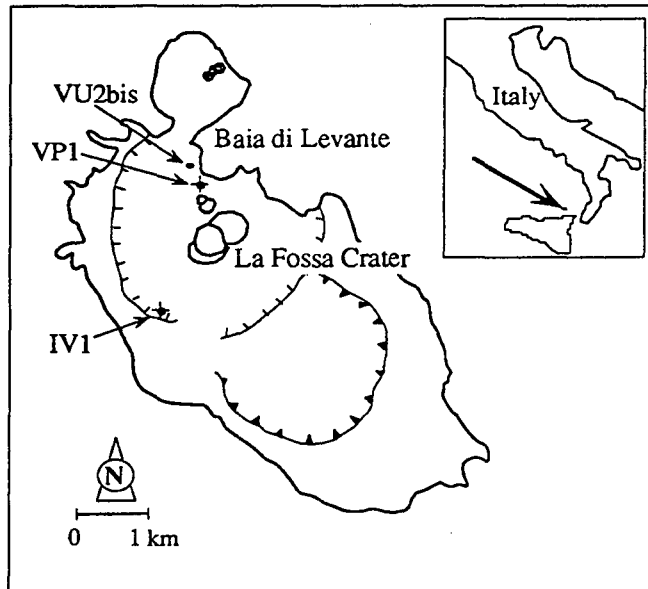 VU2bis
VP1
Baia di Levante
La Fossa Crater
IV1
N
0 1 km
Italy